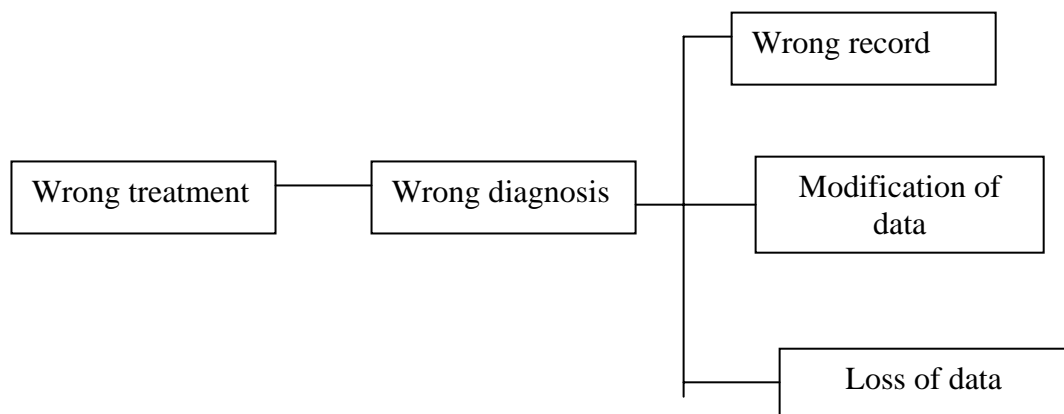 Wrong record
Wrong treatment
Wrong diagnosis
Modification of
data
Loss of data